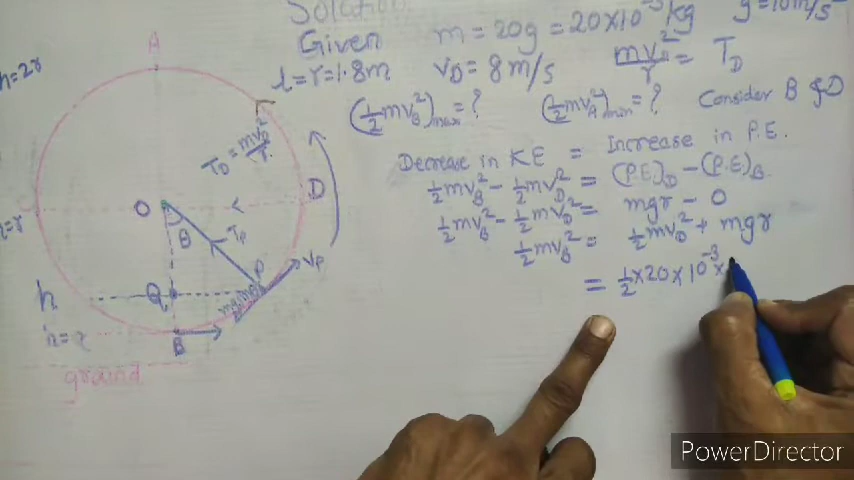 Solution
Given m = 20g = 20×10⁻³ kg g = 10m/s²
l = r = 1.8m v_D = 8 m/s mv_D²/r = T_D
(½mv_B²)max = ? (½mv_A²)min = ? Consider B & D
Decrease in KE = Increase in P.E.
½mv_B² - ½mv_D² = (P.E)_D - (P.E)_B
½mv_B² - ½mv_D² = mgr - 0
½mv_B² = ½mv_D² + mgr
= ½ × 20 × 10⁻³ ×
h = 2r
A
T_D = mv_D²/r
D
O
θ
T_P
P
V_P
Q
h
h = ?
B
ground
PowerDirector